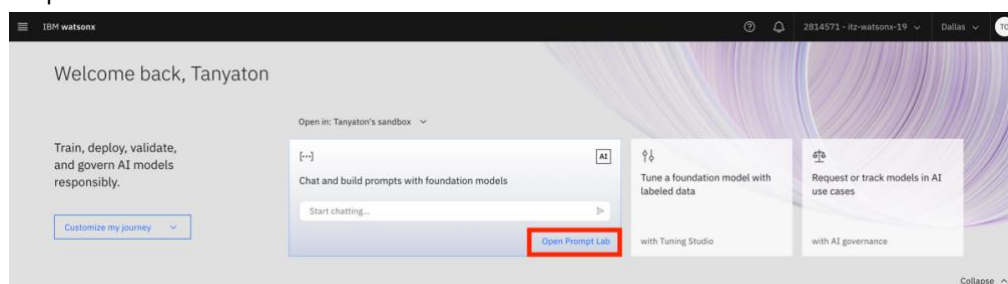 IBM watsonx
2814571 - itz-watsonx-19
Dallas
Welcome back, Tanyaton
Open in: Tanyaton's sandbox
Train, deploy, validate,
and govern AI models
responsibly.
Customize my journey
AI
Chat and build prompts with foundation models
Start chatting...
Open Prompt Lab
Tune a foundation model with
labeled data
with Tuning Studio
Request or track models in AI
use cases
with AI governance
Collapse